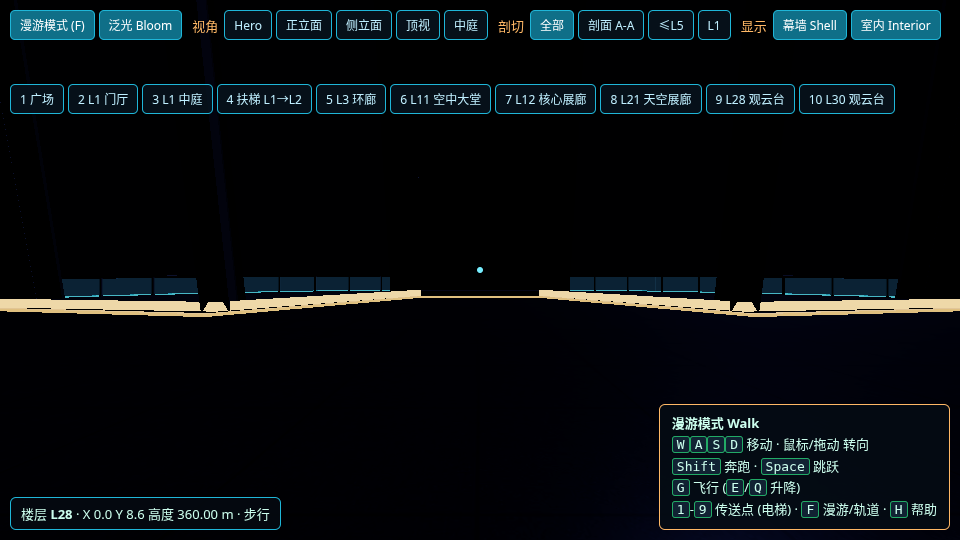 漫游模式 (F) 泛光 Bloom 视角 Hero 正立面 侧立面 顶视 中庭 剖切 全部 剖面 A-A ≤L5 L1 显示 幕墙 Shell 室内 Interior
1 广场 2 L1 门厅 3 L1 中庭 4 扶梯 L1→L2 5 L3 环廊 6 L11 空中大堂 7 L12 核心展廊 8 L21 天空展廊 9 L28 观云台 10 L30 观云台
漫游模式 Walk
W A S D 移动 · 鼠标/拖动 转向
Shift 奔跑 · Space 跳跃
G 飞行 (E/Q 升降)
1-9 传送点 (电梯) · F 漫游/轨道 · H 帮助
楼层 L28 · X 0.0 Y 8.6 高度 360.00 m · 步行